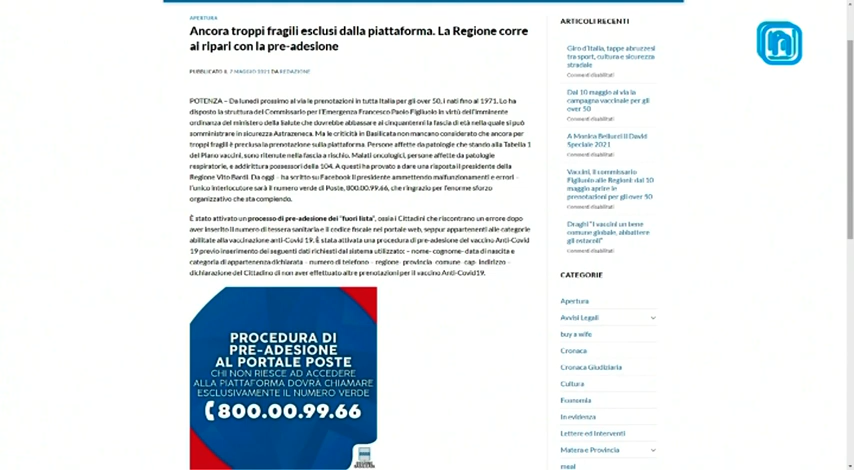 APERTURA
Ancora troppi fragili esclusi dalla piattaforma. La Regione corre
ai ripari con la pre-adesione
PUBBLICATO IL 7 MAGGIO 2021 DA REDAZIONE
POTENZA – Da lunedì prossimo al via le prenotazioni in tutta Italia per gli over 50, i nati fino al 1971. Lo ha
disposto la struttura del Commissario per l'Emergenza Francesco Paolo Figliuolo in virtù dell'imminente
ordinanza del ministero della Salute che dovrebbe abbassare ai cinquantenni la fascia di età nella quale si può
somministrare in sicurezza Astrazeneca. Ma le criticità in Basilicata non mancano considerato che ancora per
troppi fragili è preclusa la prenotazione sulla piattaforma. Persone affette da patologie che stando alla Tabella 1
del Piano vaccini, sono ritenute nella fascia a rischio. Malati oncologici, persone affette da patologie
respiratorie, e addirittura possessori della 104. A questi ha provato a dare una risposta il presidente della
Regione Vito Bardi. Da oggi – ha scritto su Facebook il presidente ammettendo malfunzionamenti e errori –
l'unico interlocutore sarà il numero verde di Poste, 800.00.99.66, che ringrazio per l'enorme sforzo
organizzativo che sta compiendo.
È stato attivato un processo di pre-adesione dei "fuori lista", ossia i Cittadini che riscontrano un errore dopo
aver inserito il numero di tessera sanitaria e il codice fiscale nel portale web, seppur appartenenti alle categorie
abilitate alla vaccinazione anti-Covid 19. È stata attivata una procedura di pre-adesione del vaccino Anti-Covid
19 previo inserimento dei seguenti dati richiesti dal sistema utilizzato: – nome- cognome- data di nascita e
categoria di appartenenza dichiarata – numero di telefono – regione- provincia- comune- cap- indirizzo –
dichiarazione del Cittadino di non aver effettuato altre prenotazioni per il vaccino Anti-Covid19.
PROCEDURA DI
PRE-ADESIONE
AL PORTALE POSTE
CHI NON RIESCE AD ACCEDERE
ALLA PIATTAFORMA DOVRÀ CHIAMARE
ESCLUSIVAMENTE IL NUMERO VERDE
800.00.99.66
ARTICOLI RECENTI
Giro d'Italia, tappe abruzzesi
tra sport, cultura e sicurezza
stradale
Commenti disabilitati
Dal 10 maggio al via la
campagna vaccinale per gli
over 50
Commenti disabilitati
A Monica Bellucci il David
Speciale 2021
Commenti disabilitati
Vaccini, il commissario
Figliuolo alle Regioni: dal 10
maggio aprire le
prenotazioni per gli over 50
Commenti disabilitati
Draghi "I vaccini un bene
comune globale, abbattere
gli ostacoli"
Commenti disabilitati
CATEGORIE
Apertura
Avvisi Legali
buy a wife
Cronaca
Cronaca Giudiziaria
Cultura
Economia
In evidenza
Lettere ed Interventi
Matera e Provincia
meal